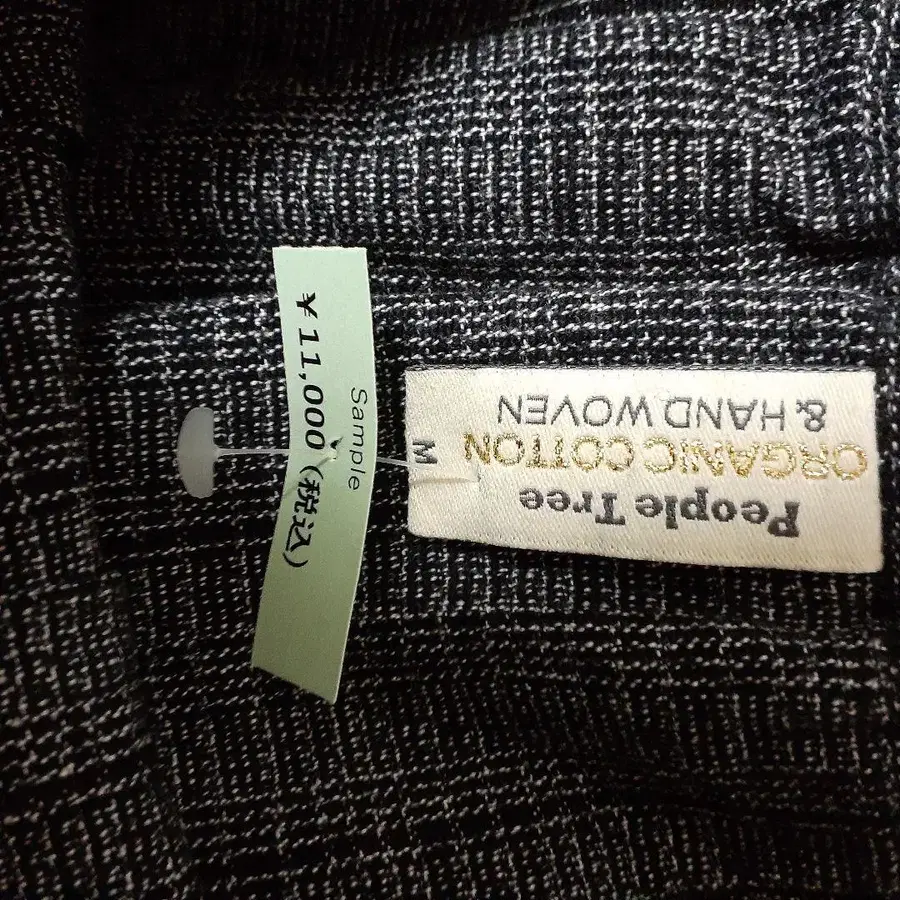 Sample
￥11,000(税込)
People Tree
ORGANIC COTTON
& HAND WOVEN
M